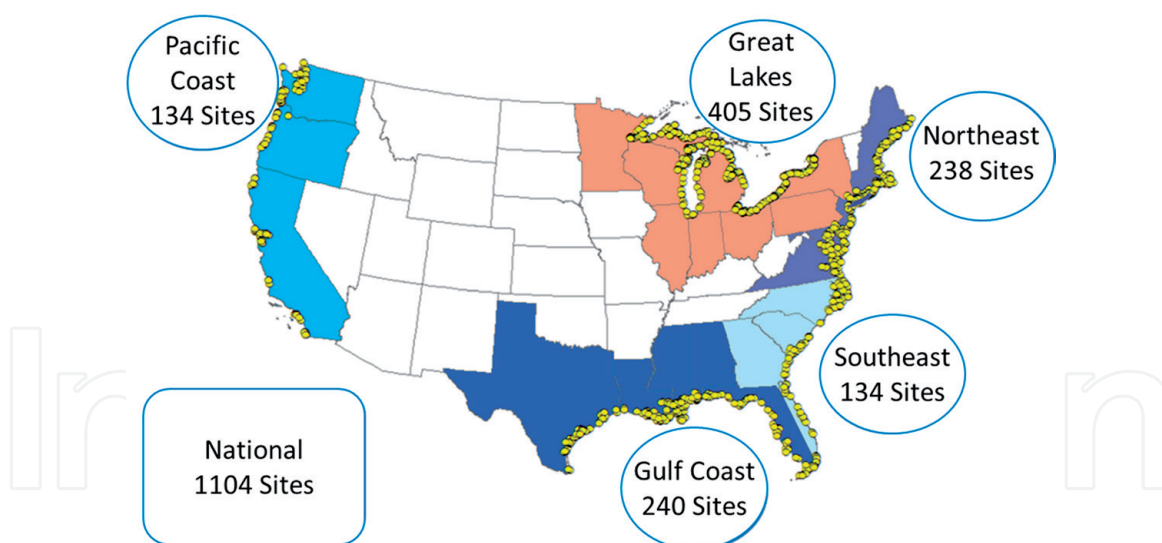 Pacific
Coast
134 Sites
Great
Lakes
405 Sites
Northeast
238 Sites
Southeast
134 Sites
National
1104 Sites
Gulf Coast
240 Sites